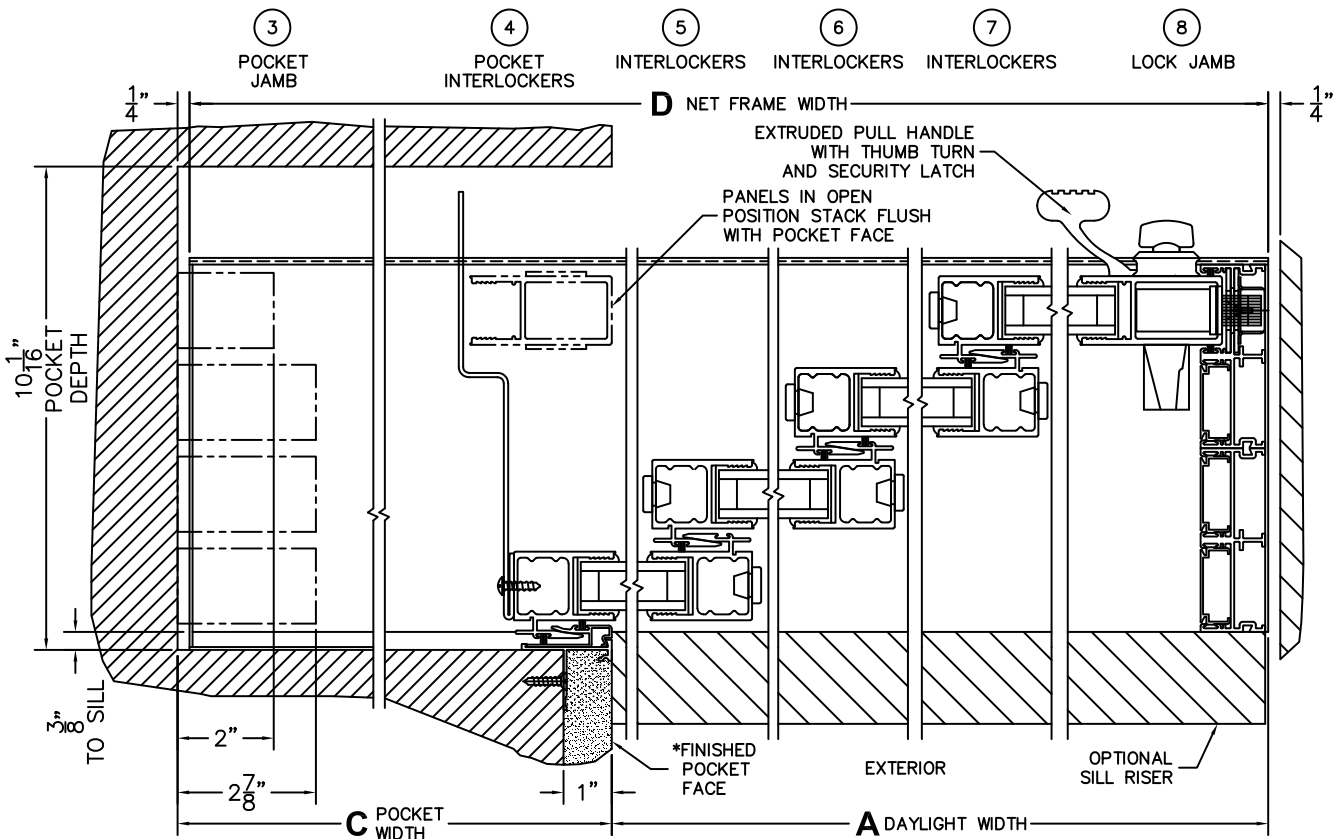 3
POCKET
JAMB
4
POCKET
INTERLOCKERS
5
INTERLOCKERS
6
INTERLOCKERS
7
INTERLOCKERS
8
LOCK JAMB
1/4"
D NET FRAME WIDTH
1/4"
EXTRUDED PULL HANDLE
WITH THUMB TURN
AND SECURITY LATCH
PANELS IN OPEN
POSITION STACK FLUSH
WITH POCKET FACE
10 1/16"
POCKET
DEPTH
3/8"
TO SILL
2"
2 7/8"
1"
*FINISHED
POCKET
FACE
EXTERIOR
OPTIONAL
SILL RISER
C POCKET
WIDTH
A DAYLIGHT WIDTH